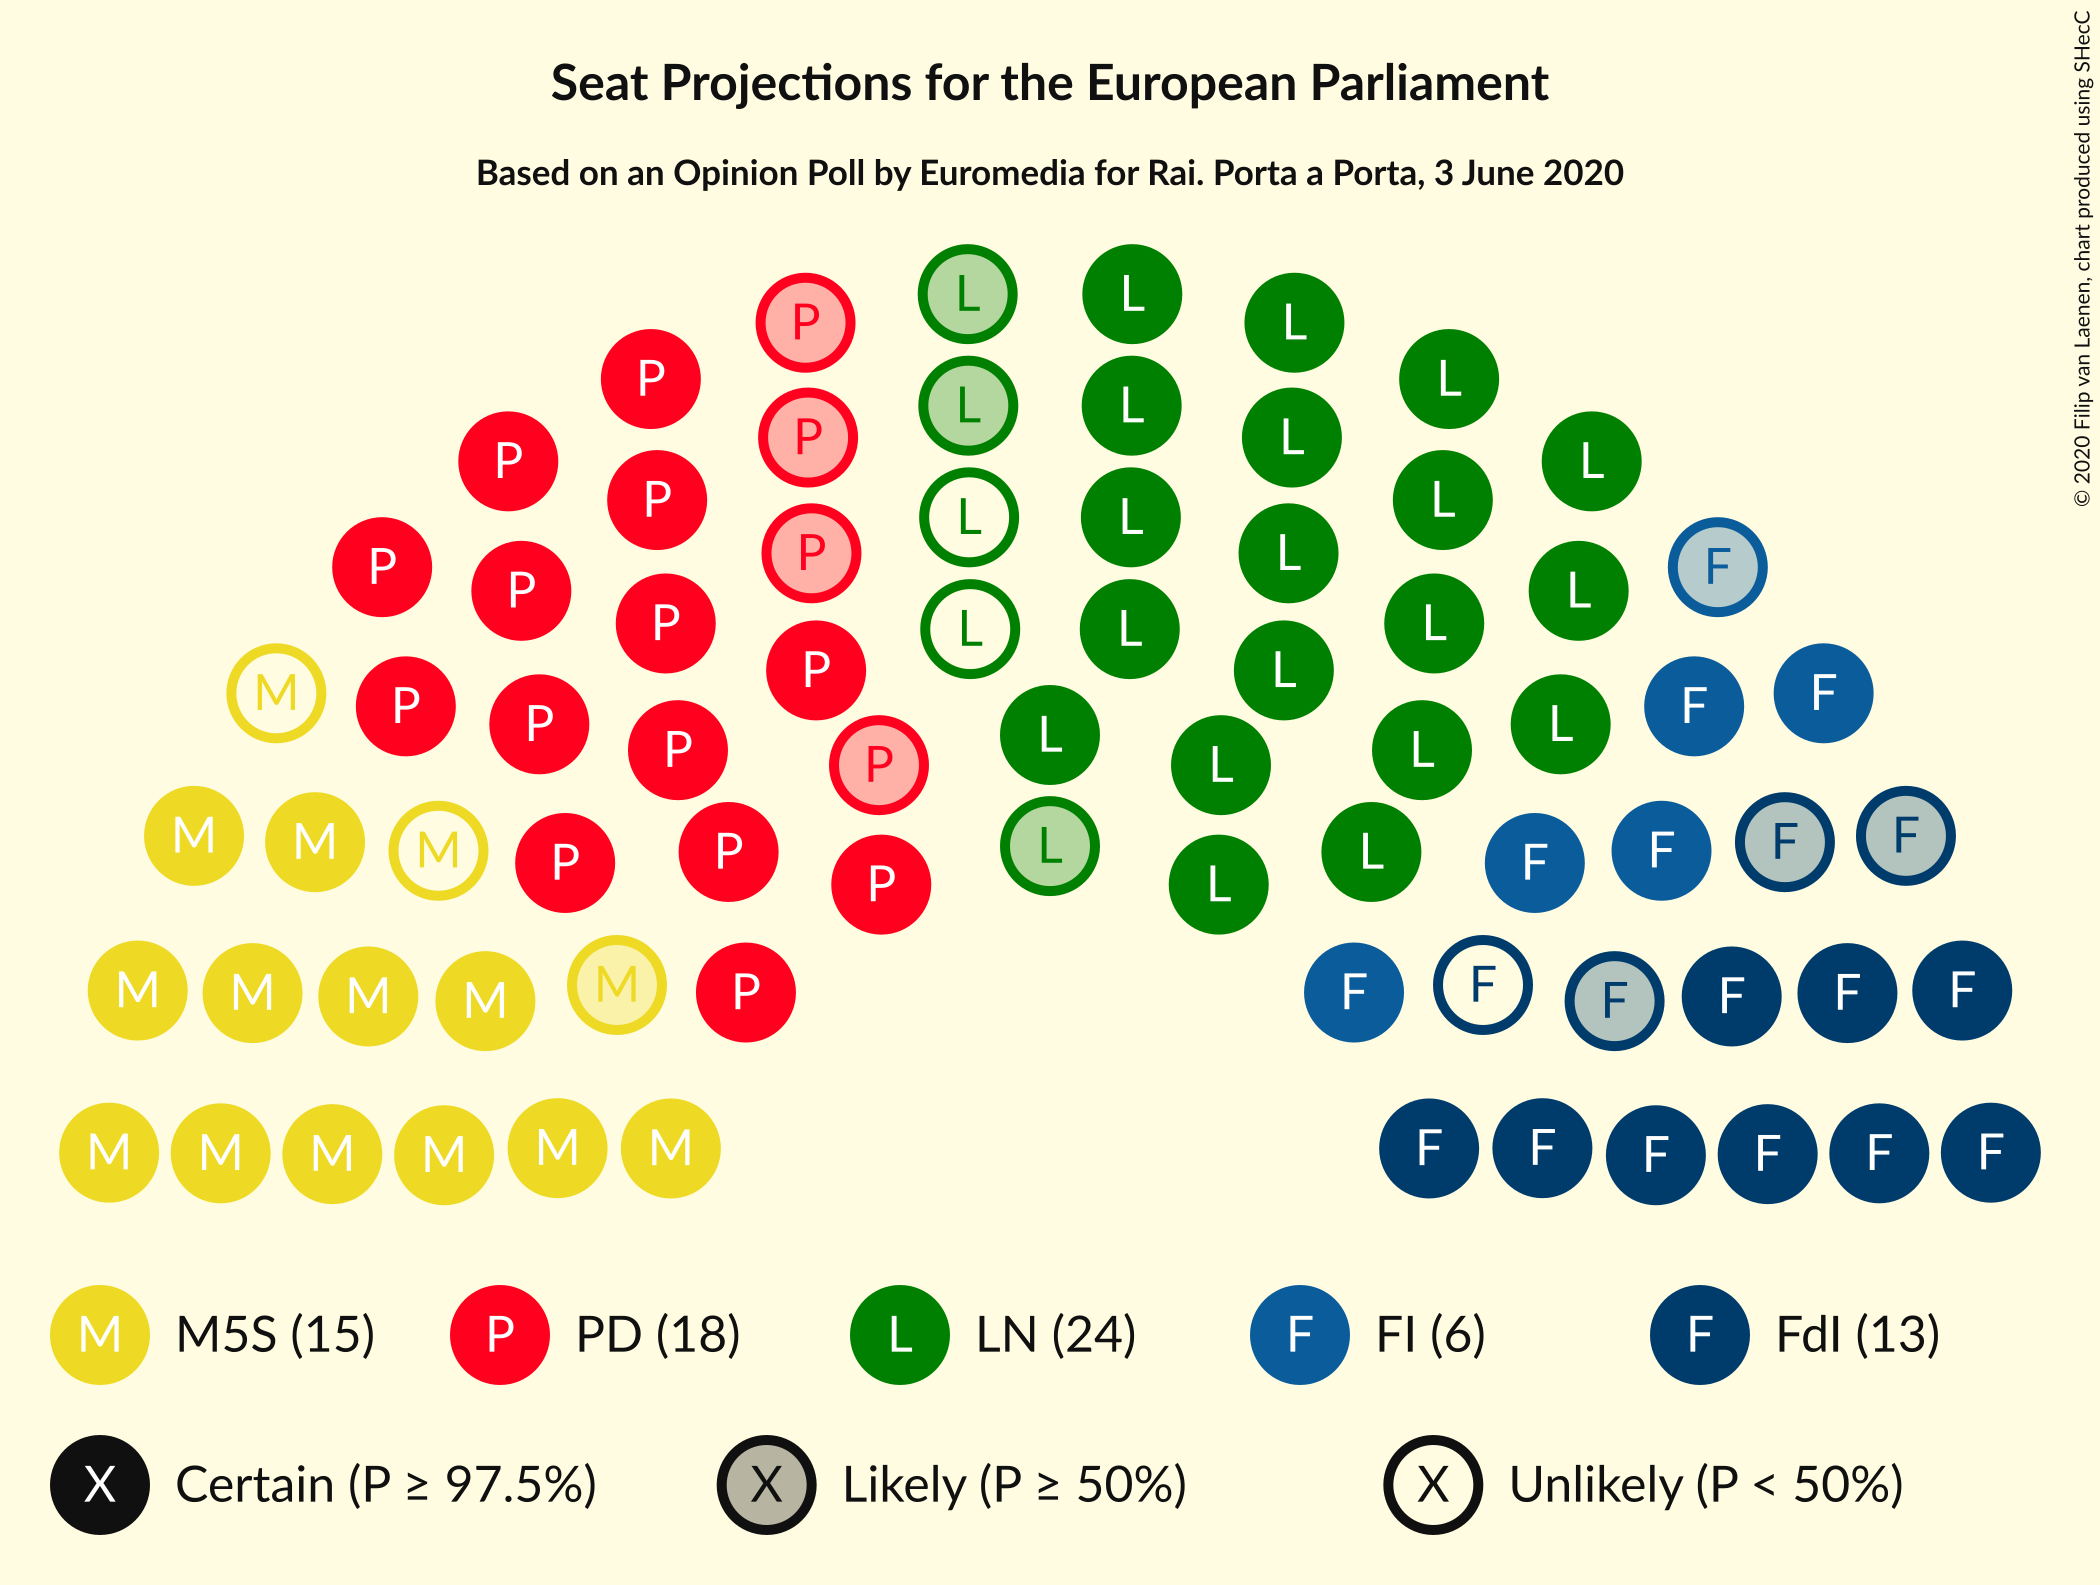 Seat Projections for the European Parliament
Based on an Opinion Poll by Euromedia for Rai. Porta a Porta, 3 June 2020
© 2020 Filip van Laenen, chart produced using SHecC
L L
P L
P L
L L
P L
P L
P L
L L
P F
P L
P L
P L
L L
P L
M F
P F
P L
P L
L
P L
M F
M F
M F
P F
P L
L
P L
M F
M F
M F
M F
M F
P F
M F
M F
M F
M F
M F
M F
M M5S (15) P PD (18) L LN (24) F FI (6) F FdI (13)
X Certain (P ≥ 97.5%) X Likely (P ≥ 50%) X Unlikely (P < 50%)